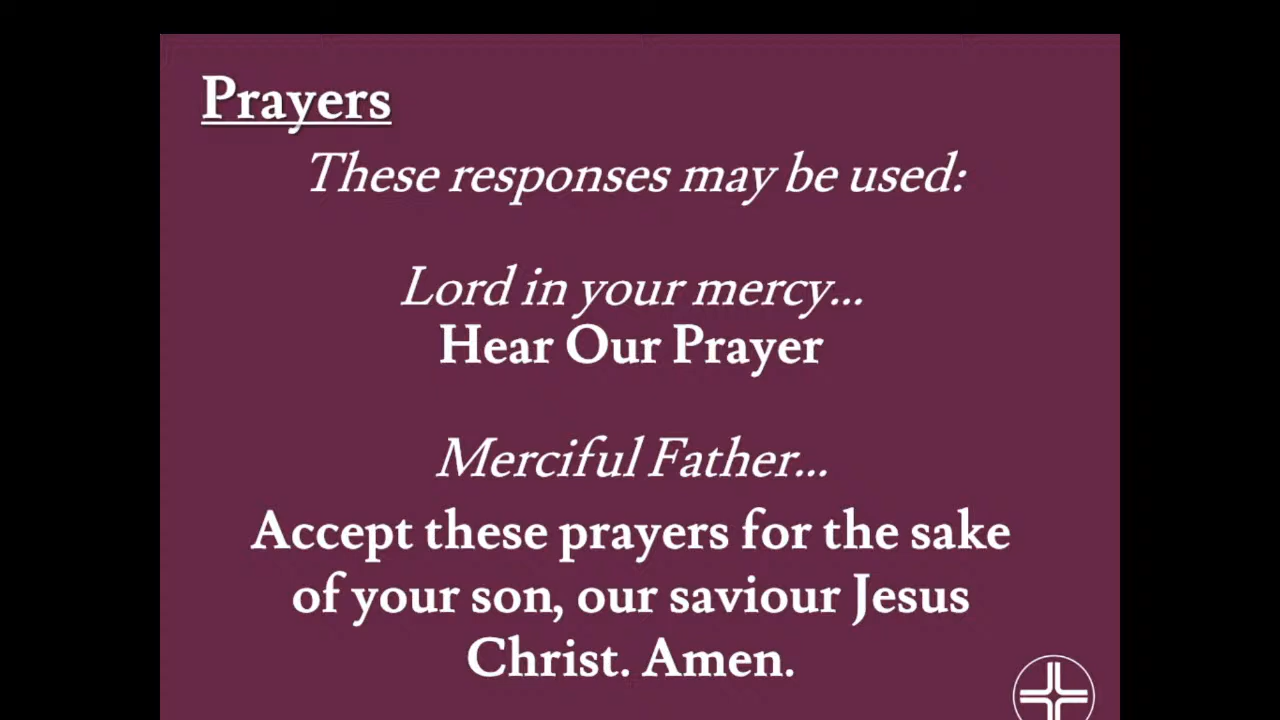 Prayers
These responses may be used:
Lord in your mercy...
Hear Our Prayer
Merciful Father...
Accept these prayers for the sake
of your son, our saviour Jesus
Christ. Amen.